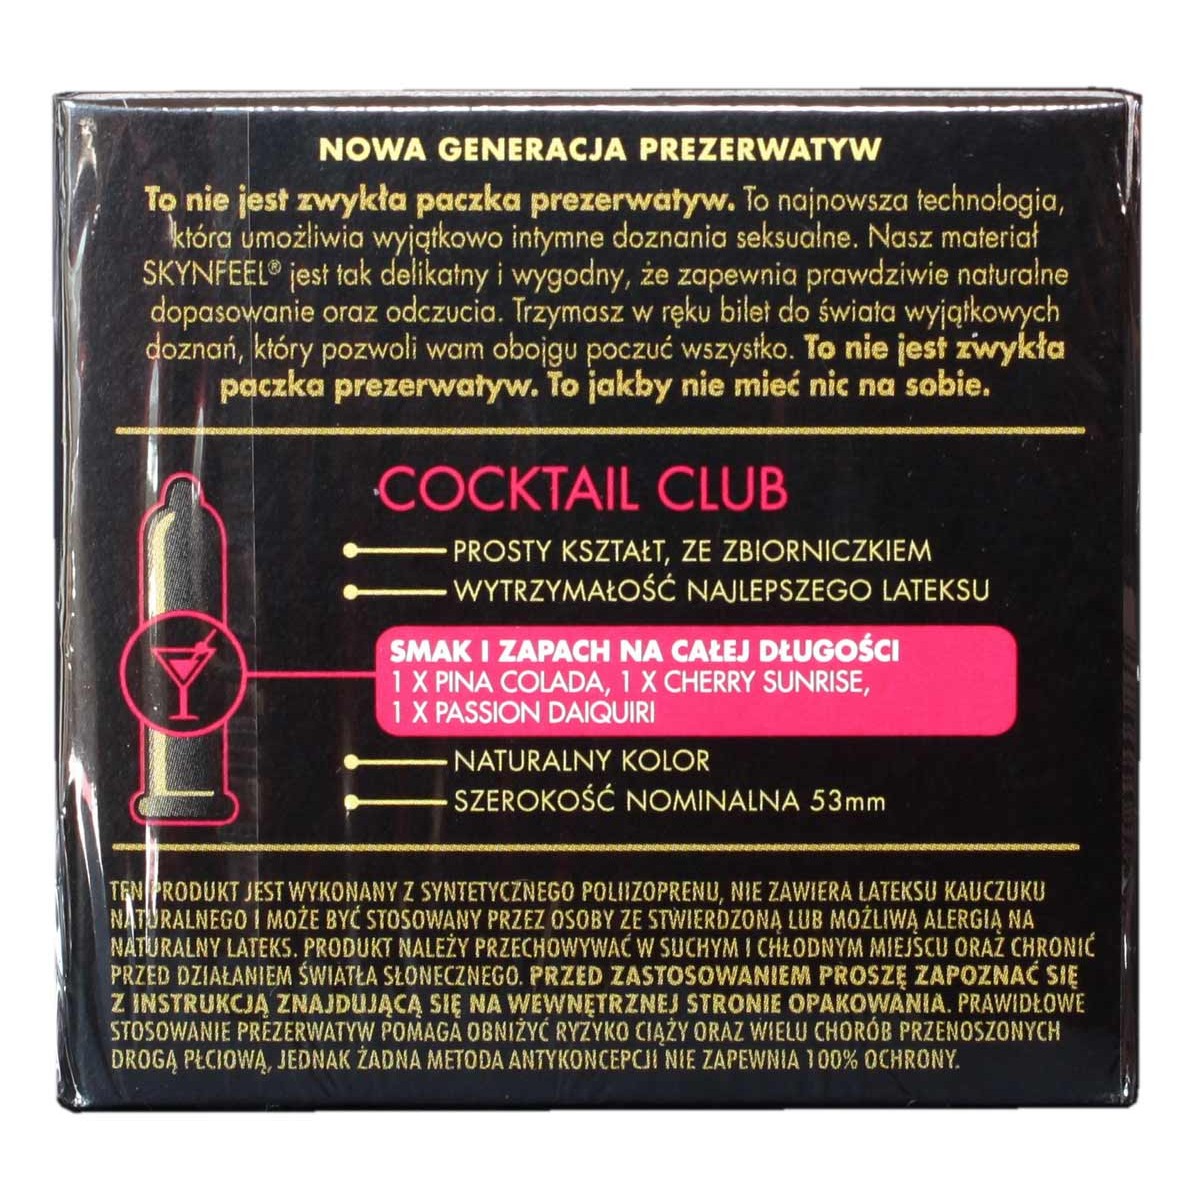 NOWA GENERACJA PREZERWATYW
To nie jest zwykła paczka prezerwatyw. To najnowsza technologia,
która umożliwia wyjątkowo intymne doznania seksualne. Nasz materiał
SKYNFEEL® jest tak delikatny i wygodny, że zapewnia prawdziwie naturalne
dopasowanie oraz odczucia. Trzymasz w ręku bilet do świata wyjątkowych
doznań, który pozwoli wam obojgu poczuć wszystko. To nie jest zwykła
paczka prezerwatyw. To jakby nie mieć nic na sobie.
COCKTAIL CLUB
PROSTY KSZTAŁT, ZE ZBIORNICZKIEM
WYTRZYMAŁOŚĆ NAJLEPSZEGO LATEKSU
SMAK I ZAPACH NA CAŁEJ DŁUGOŚCI
1 X PINA COLADA, 1 X CHERRY SUNRISE,
1 X PASSION DAIQUIRI
NATURALNY KOLOR
SZEROKOŚĆ NOMINALNA 53mm
TEN PRODUKT JEST WYKONANY Z SYNTETYCZNEGO POLIIZOPRENU, NIE ZAWIERA LATEKSU KAUCZUKU
NATURALNEGO I MOŻE BYĆ STOSOWANY PRZEZ OSOBY ZE STWIERDZONĄ LUB MOŻLIWĄ ALERGIĄ NA
NATURALNY LATEKS. PRODUKT NALEŻY PRZECHOWYWAĆ W SUCHYM I CHŁODNYM MIEJSCU ORAZ CHRONIĆ
PRZED DZIAŁANIEM ŚWIATŁA SŁONECZNEGO. PRZED ZASTOSOWANIEM PROSZĘ ZAPOZNAĆ SIĘ
Z INSTRUKCJĄ ZNAJDUJĄCĄ SIĘ NA WEWNĘTRZNEJ STRONIE OPAKOWANIA. PRAWIDŁOWE
STOSOWANIE PREZERWATYW POMAGA OBNIŻYĆ RYZYKO CIĄŻY ORAZ WIELU CHORÓB PRZENOSZONYCH
DROGĄ PŁCIOWĄ, JEDNAK ŻADNA METODA ANTYKONCEPCJI NIE ZAPEWNIA 100% OCHRONY.